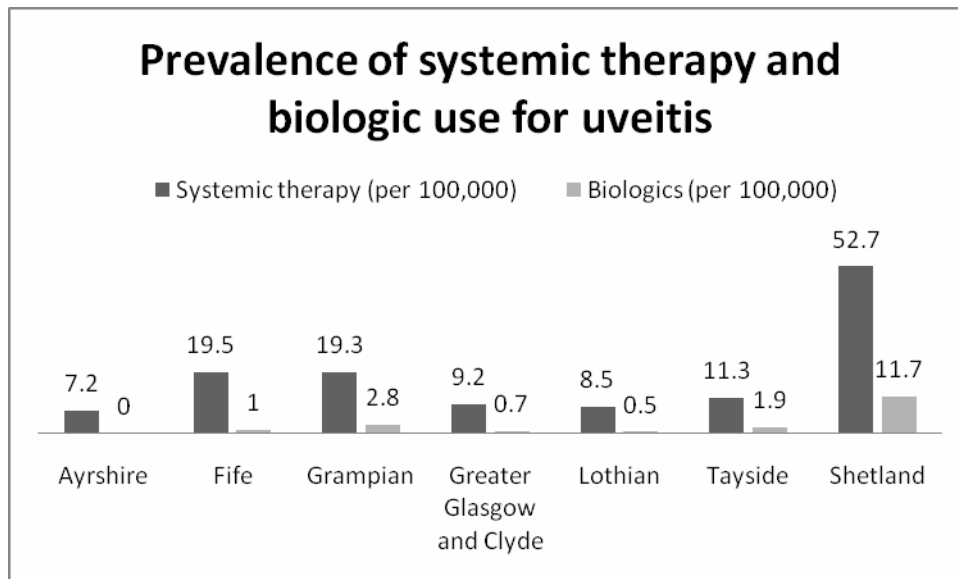 Prevalence of systemic therapy and
biologic use for uveitis
Systemic therapy (per 100,000) Biologics (per 100,000)
7.2 0 19.5 1 19.3 2.8 9.2 0.7 8.5 0.5 11.3 1.9 52.7 11.7
Ayrshire Fife Grampian Greater Lothian Tayside Shetland
Glasgow
and Clyde